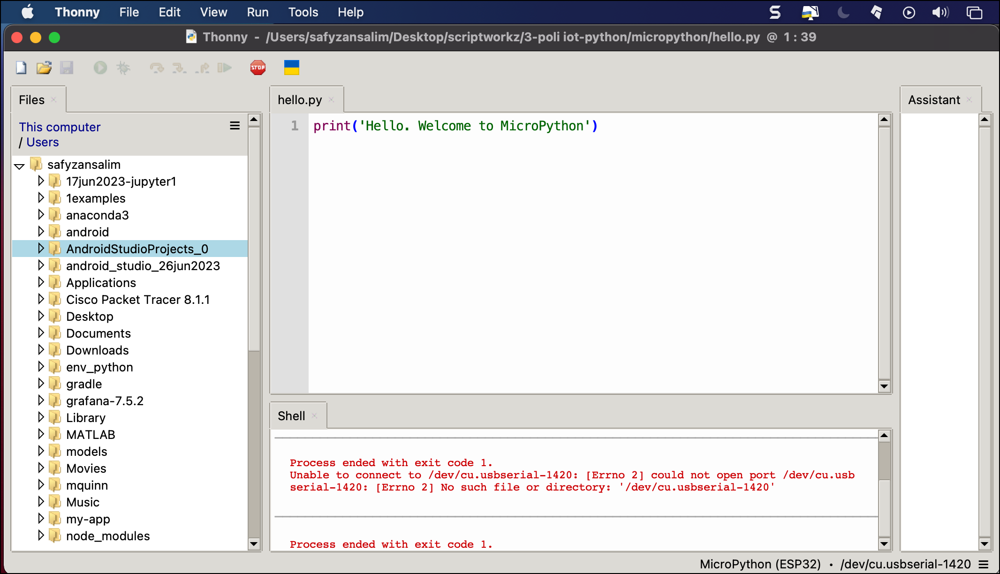 Thonny File Edit View Run Tools Help
Thonny - /Users/safyzansalim/Desktop/scriptworkz/3-poli iot-python/micropython/hello.py @ 1 : 39
STOP
Files
This computer
/ Users
safyzansalim
17jun2023-jupyter1
1examples
anaconda3
android
AndroidStudioProjects_0
android_studio_26jun2023
Applications
Cisco Packet Tracer 8.1.1
Desktop
Documents
Downloads
env_python
gradle
grafana-7.5.2
Library
MATLAB
models
Movies
mquinn
Music
my-app
node_modules
hello.py
1 print('Hello. Welcome to MicroPython')
Shell
Process ended with exit code 1.
Unable to connect to /dev/cu.usbserial-1420: [Errno 2] could not open port /dev/cu.usb
serial-1420: [Errno 2] No such file or directory: '/dev/cu.usbserial-1420'
Process ended with exit code 1.
Assistant
MicroPython (ESP32) • /dev/cu.usbserial-1420